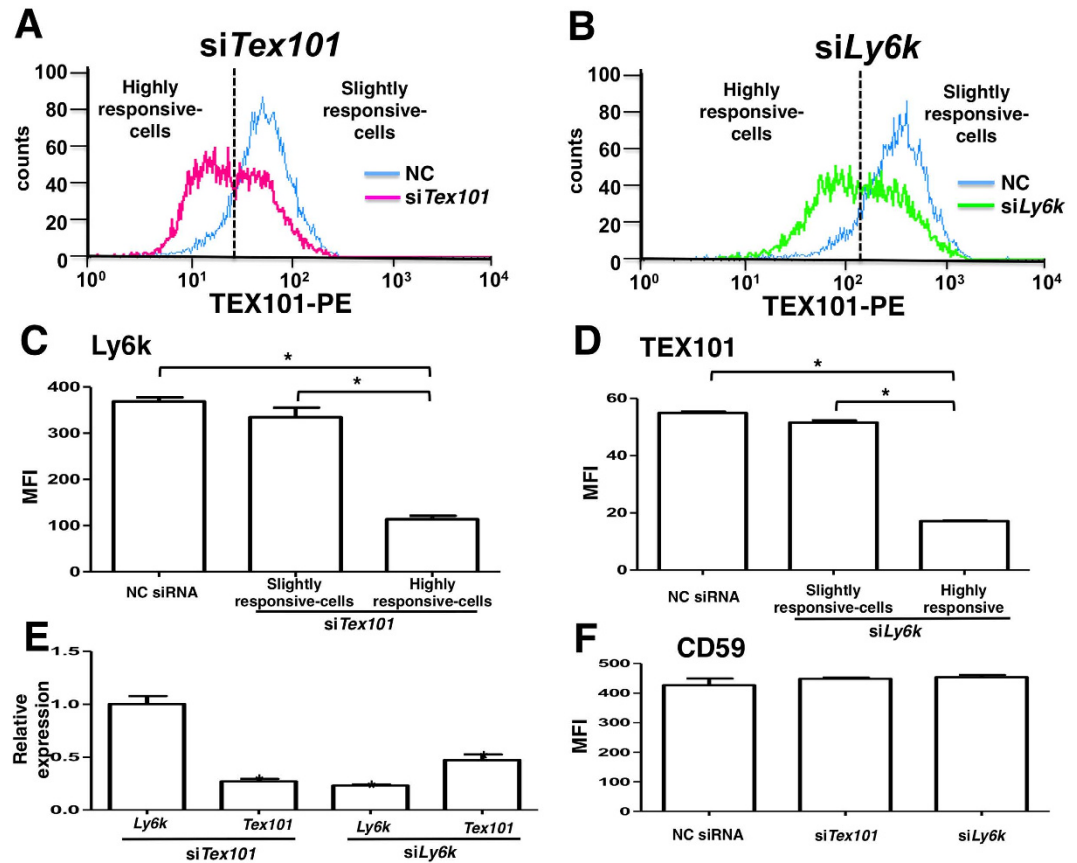 A
siTex101
100
80
60
40
20
0
counts
Highly
responsive-
cells
Slightly
responsive-
cells
NC
siTex101
10⁰
10¹
10²
10³
10⁴
TEX101-PE
B
siLy6k
100
80
60
40
20
0
counts
Highly
responsive-
cells
Slightly
responsive-
cells
NC
siLy6k
10⁰
10¹
10²
10³
10⁴
TEX101-PE
C
Ly6k
*
*
400
300
200
100
0
MFI
NC siRNA
Slightly
responsive-cells
Highly
responsive-cells
siTex101
D
TEX101
*
*
60
40
20
0
MFI
NC siRNA
Slightly
responsive-cells
Highly
responsive
siLy6k
E
1.5
1.0
0.5
0.0
Relative
expression
*
*
*
Ly6k
Tex101
Ly6k
Tex101
siTex101
siLy6k
F
CD59
500
400
300
200
100
0
MFI
NC siRNA
siTex101
siLy6k